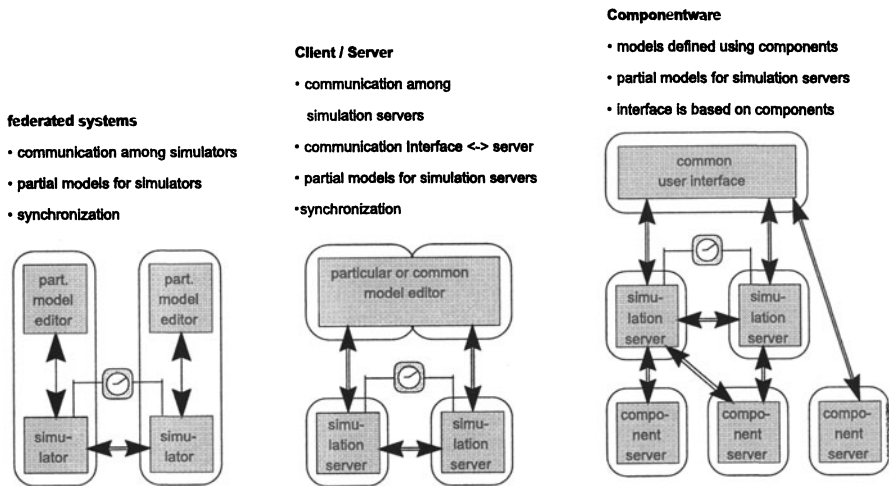 federated systems
• communication among simulators
• partial models for simulators
• synchronization
part.
model
editor
part.
model
editor
simu-
lator
simu-
lator
Client / Server
• communication among
simulation servers
• communication Interface <-> server
• partial models for simulation servers
•synchronization
particular or common
model editor
simu-
lation
server
simu-
lation
server
Componentware
• models defined using components
• partial models for simulation servers
• interface is based on components
common
user interface
simu-
lation
server
simu-
lation
server
compo-
nent
server
compo-
nent
server
compo-
nent
server